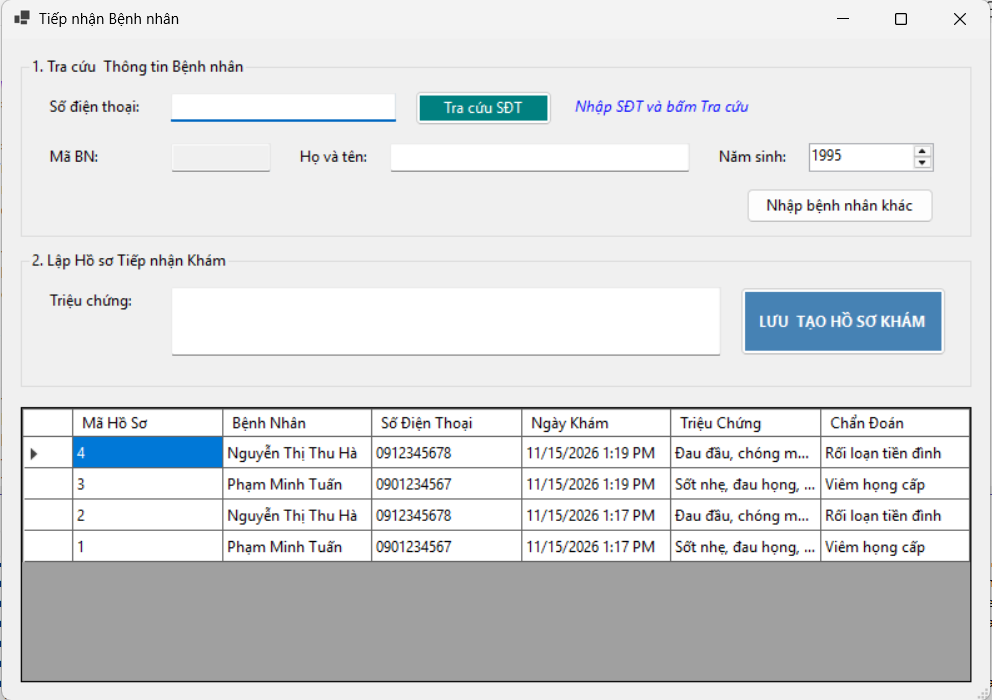 Tiếp nhận Bệnh nhân
1. Tra cứu Thông tin Bệnh nhân
Số điện thoại: Tra cứu SĐT Nhập SĐT và bấm Tra cứu
Mã BN: Họ và tên: Năm sinh: 1995
Nhập bệnh nhân khác
2. Lập Hồ sơ Tiếp nhận Khám
Triệu chứng:
LƯU TẠO HỒ SƠ KHÁM
Mã Hồ Sơ Bệnh Nhân Số Điện Thoại Ngày Khám Triệu Chứng Chẩn Đoán
4 Nguyễn Thị Thu Hà 0912345678 11/15/2026 1:19 PM Đau đầu, chóng m... Rối loạn tiền đình
3 Phạm Minh Tuấn 0901234567 11/15/2026 1:19 PM Sốt nhẹ, đau họng, ... Viêm họng cấp
2 Nguyễn Thị Thu Hà 0912345678 11/15/2026 1:17 PM Đau đầu, chóng m... Rối loạn tiền đình
1 Phạm Minh Tuấn 0901234567 11/15/2026 1:17 PM Sốt nhẹ, đau họng, ... Viêm họng cấp